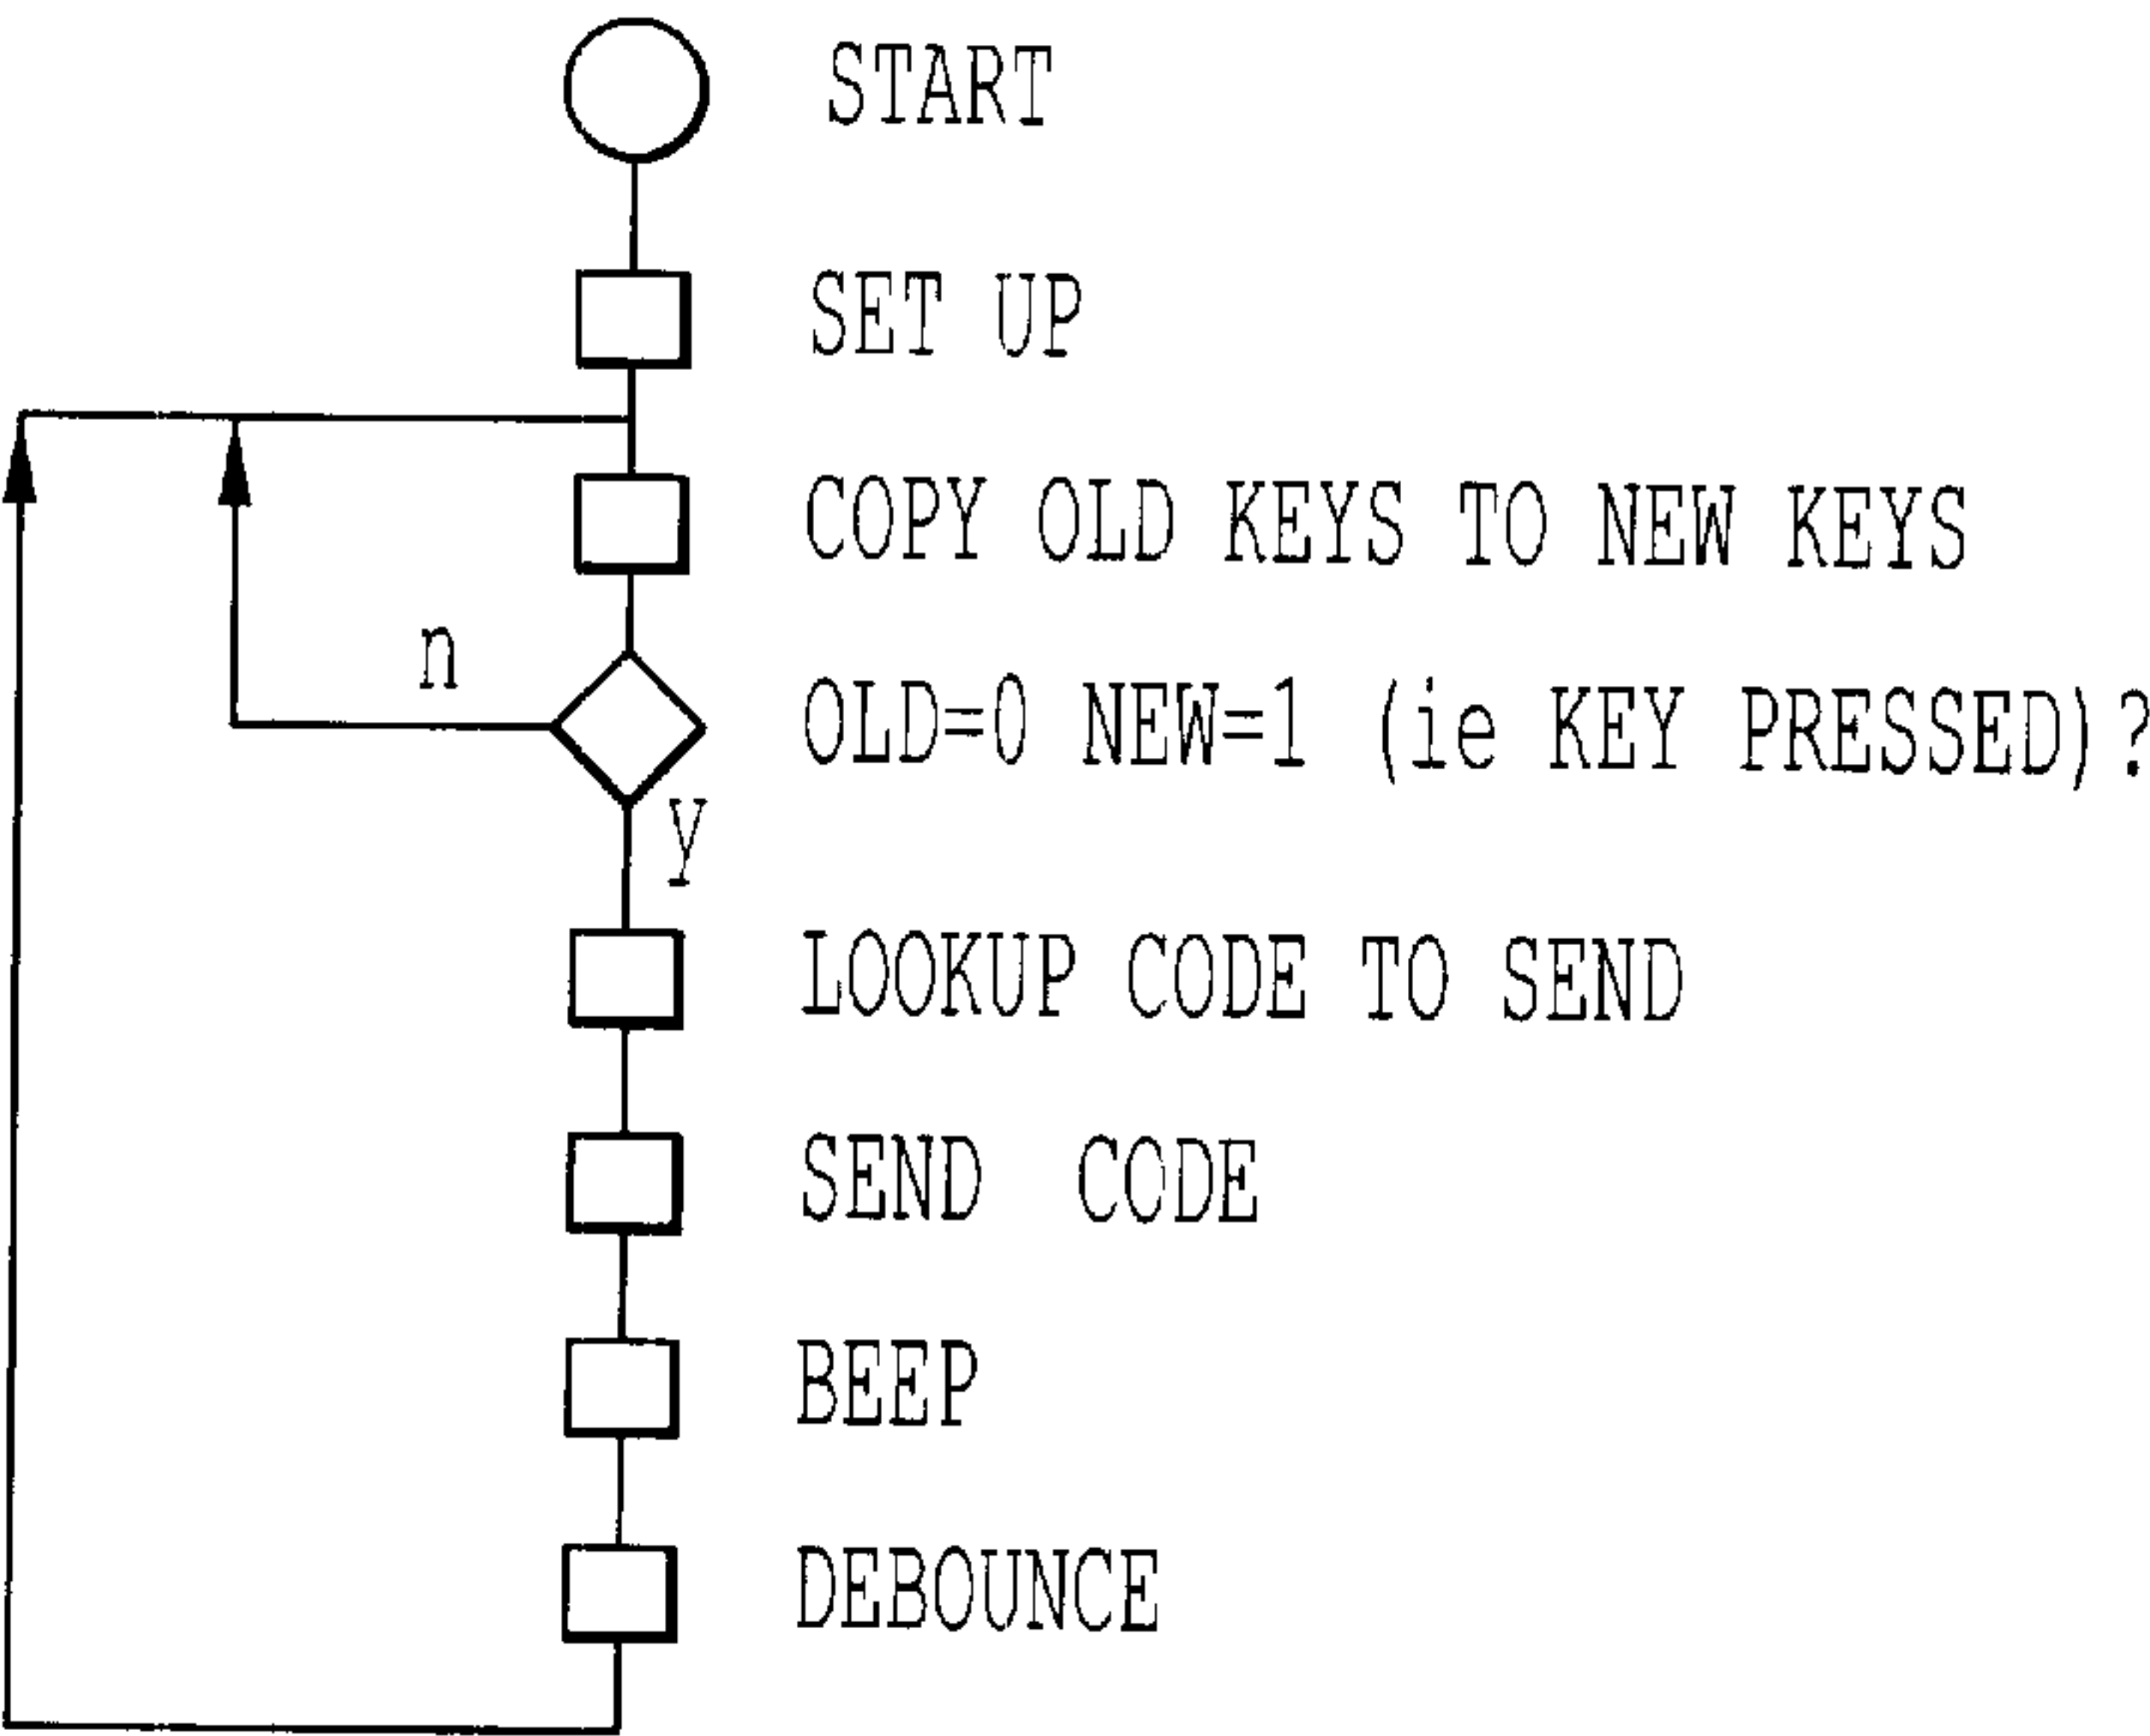 START
SET UP
COPY OLD KEYS TO NEW KEYS
n
OLD=0 NEW=1 (ie KEY PRESSED)?
y
LOOKUP CODE TO SEND
SEND CODE
BEEP
DEBOUNCE